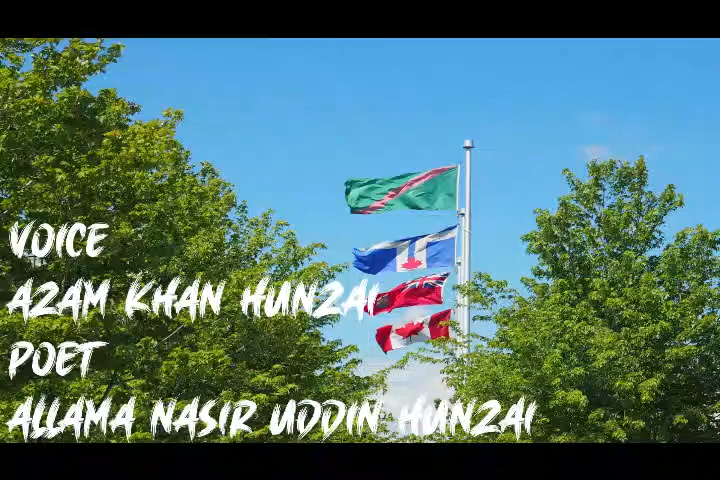 VOICE
AZAM KHAN HUNZAI
POET
ALLAMA NASIR UDDIN HUNZAI